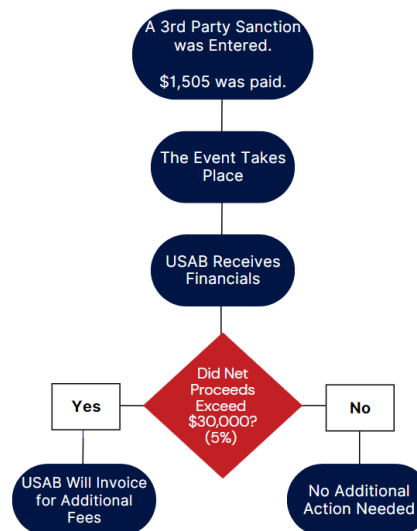 A 3rd Party Sanction
was Entered.
$1,505 was paid.
The Event Takes
Place
USAB Receives
Financials
Did Net
Proceeds
Exceed
$30,000?
(5%)
Yes
No
USAB Will Invoice
for Additional
Fees
No Additional
Action Needed